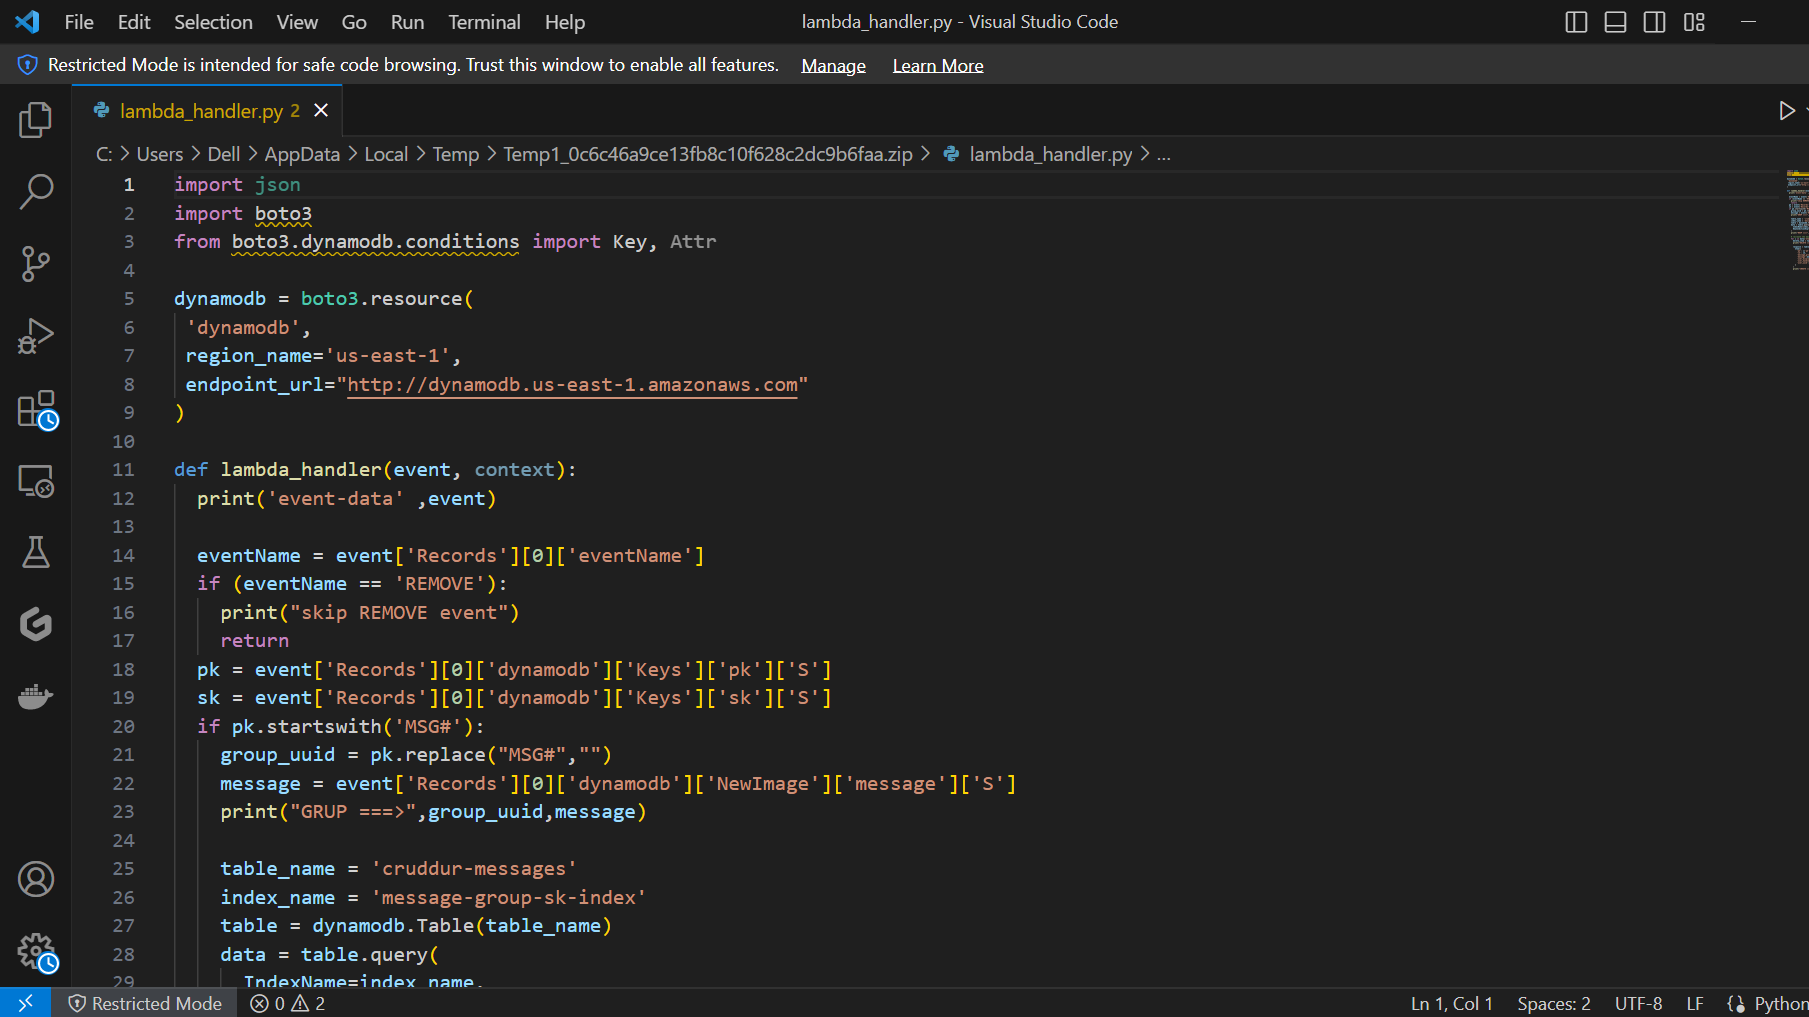 File Edit Selection View Go Run Terminal Help lambda_handler.py - Visual Studio Code
Restricted Mode is intended for safe code browsing. Trust this window to enable all features. Manage Learn More
lambda_handler.py 2
C: > Users > Dell > AppData > Local > Temp > Temp1_0c6c46a9ce13fb8c10f628c2dc9b6faa.zip > lambda_handler.py > ...
1 import json
2 import boto3
3 from boto3.dynamodb.conditions import Key, Attr
4
5 dynamodb = boto3.resource(
6 'dynamodb',
7 region_name='us-east-1',
8 endpoint_url="http://dynamodb.us-east-1.amazonaws.com"
9 )
10
11 def lambda_handler(event, context):
12 print('event-data' ,event)
13
14 eventName = event['Records'][0]['eventName']
15 if (eventName == 'REMOVE'):
16 print("skip REMOVE event")
17 return
18 pk = event['Records'][0]['dynamodb']['Keys']['pk']['S']
19 sk = event['Records'][0]['dynamodb']['Keys']['sk']['S']
20 if pk.startswith('MSG#'):
21 group_uuid = pk.replace("MSG#","")
22 message = event['Records'][0]['dynamodb']['NewImage']['message']['S']
23 print("GRUP ===>",group_uuid,message)
24
25 table_name = 'cruddur-messages'
26 index_name = 'message-group-sk-index'
27 table = dynamodb.Table(table_name)
28 data = table.query(
29 IndexName=index_name,
Restricted Mode 0 2 Ln 1, Col 1 Spaces: 2 UTF-8 LF Python